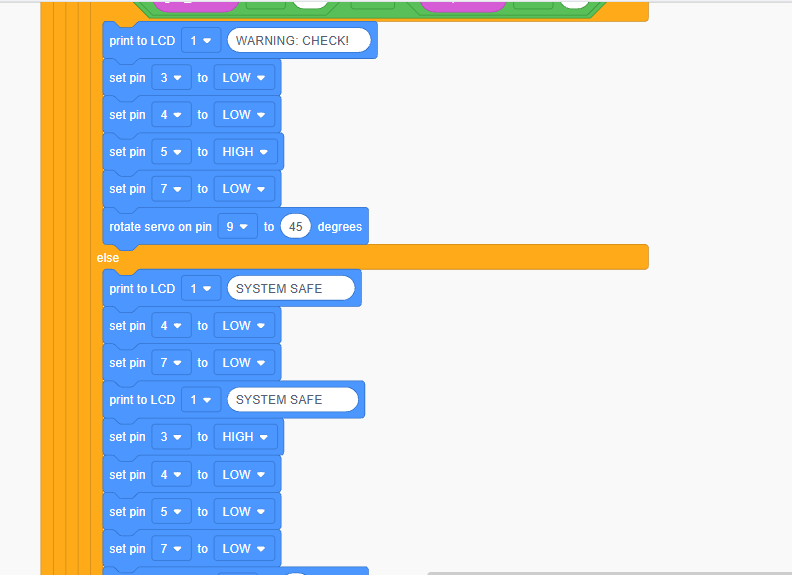 print to LCD 1 WARNING: CHECK!
set pin 3 to LOW
set pin 4 to LOW
set pin 5 to HIGH
set pin 7 to LOW
rotate servo on pin 9 to 45 degrees
else
print to LCD 1 SYSTEM SAFE
set pin 4 to LOW
set pin 7 to LOW
print to LCD 1 SYSTEM SAFE
set pin 3 to HIGH
set pin 4 to LOW
set pin 5 to LOW
set pin 7 to LOW